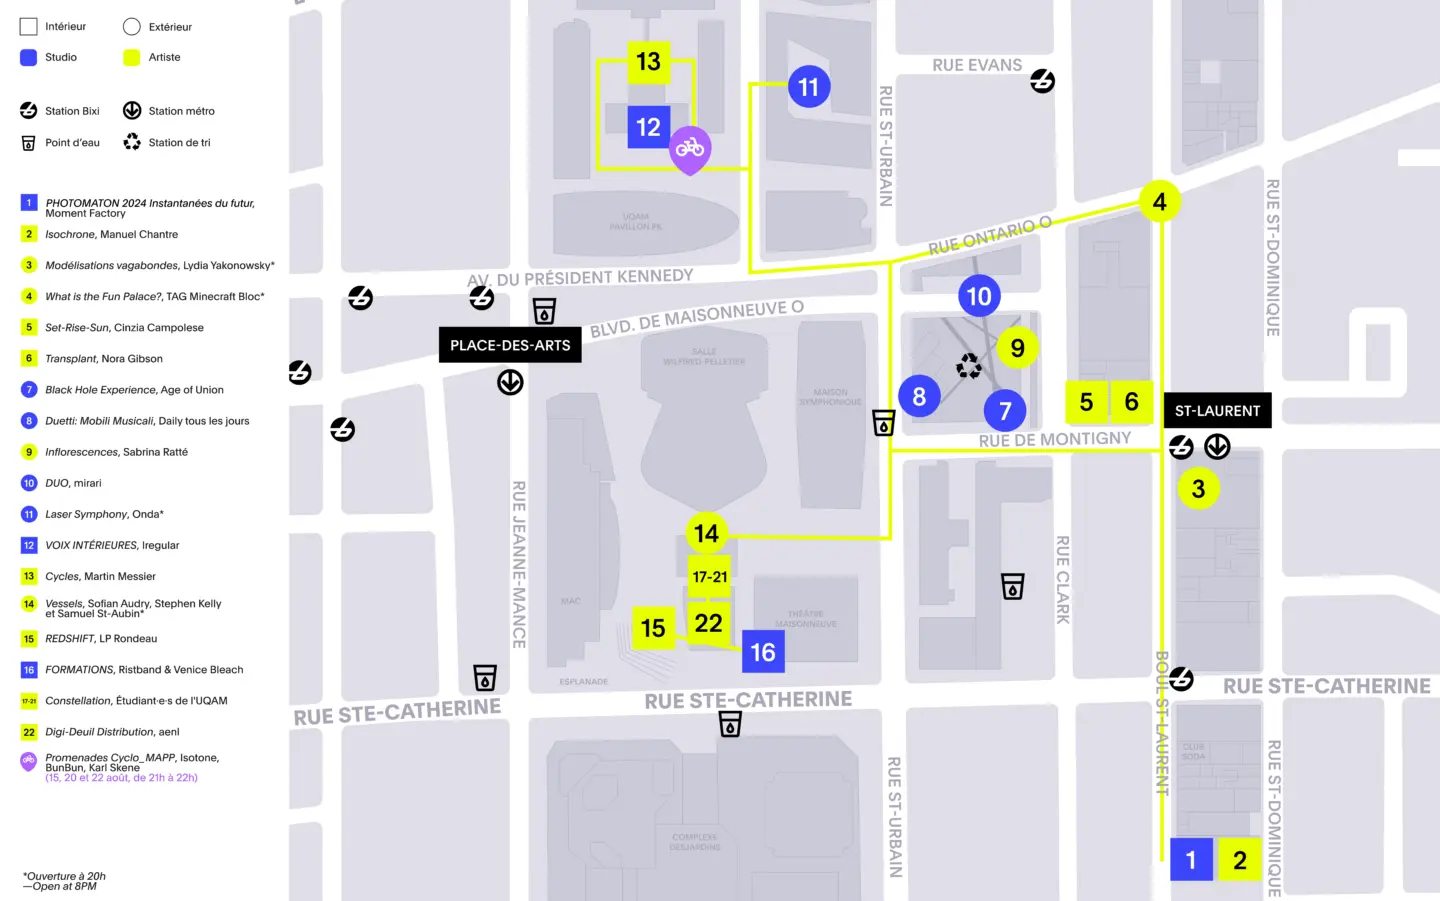 Intérieur
Extérieur
Studio
Artiste
Station Bixi
Station métro
Point d'eau
Station de tri
1 PHOTOMATON 2024 Instantanées du futur,
Moment Factory
2 Isochrone, Manuel Chantre
3 Modélisations vagabondes, Lydia Yakonowsky*
4 What is the Fun Palace?, TAG Minecraft Bloc*
5 Set-Rise-Sun, Cinzia Campolese
6 Transplant, Nora Gibson
7 Black Hole Experience, Age of Union
8 Duetti: Mobili Musicali, Daily tous les jours
9 Inflorescences, Sabrina Ratté
10 DUO, mirari
11 Laser Symphony, Onda*
12 VOIX INTÉRIEURES, Iregular
13 Cycles, Martin Messier
14 Vessels, Sofian Audry, Stephen Kelly
et Samuel St-Aubin*
15 REDSHIFT, LP Rondeau
16 FORMATIONS, Ristband & Venice Bleach
17-21 Constellation, Étudiant·e·s de l'UQAM
22 Digi-Deuil Distribution, aenl
Promenades Cyclo_MAPP, Isotone,
BunBun, Karl Skene
(15, 20 et 22 août, de 21h à 22h)
*Ouverture à 20h
—Open at 8PM
13
11
12
RUE EVANS
RUE ST-URBAIN
4
RUE ST-DOMINIQUE
UQAM
PAVILLON PK
RUE ONTARIO O
AV. DU PRÉSIDENT KENNEDY
10
BLVD. DE MAISONNEUVE O
PLACE-DES-ARTS
SALLE
WILFRED-PELLETIER
9
MAISON
SYMPHONIQUE
8
7
5
6
ST-LAURENT
RUE DE MONTIGNY
3
RUE JEANNE-MANCE
14
17-21
RUE CLARK
MAC
15
22
THÉÂTRE
MAISONNEUVE
16
ESPLANADE
RUE STE-CATHERINE
RUE STE-CATHERINE
RUE STE-CATHERINE
BOUL ST-LAURENT
CLUB
SODA
RUE ST-URBAIN
RUE ST-DOMINIQUE
COMPLEXE
DESJARDINE
1
2